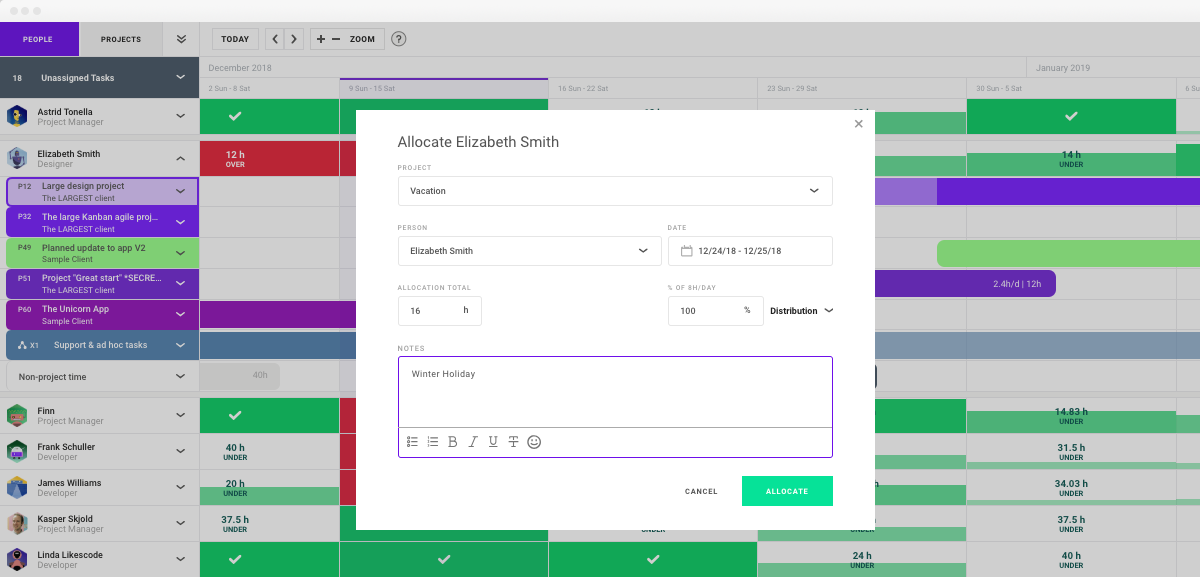 PEOPLE PROJECTS TODAY ZOOM ?
December 2018 January 2019
18 Unassigned Tasks
2 Sun - 8 Sat 9 Sun - 15 Sat 16 Sun - 22 Sat 23 Sun - 29 Sat 30 Sun - 5 Sat 6 Su
Astrid Tonella
Project Manager
Elizabeth Smith
Designer
12 h
OVER
14 h
UNDER
P12 Large design project
The LARGEST client
P32 The large Kanban agile proj...
The LARGEST client
P49 Planned update to app V2
Sample Client
P51 Project "Great start" *SECRE...
The LARGEST client
2.4h/d | 12h
P60 The Unicorn App
Sample Client
X1 Support & ad hoc tasks
Non-project time
40h
Finn
Project Manager
14.83 h
UNDER
Frank Schuller
Developer
40 h
UNDER
31.5 h
UNDER
James Williams
Developer
20 h
UNDER
34.03 h
UNDER
Kasper Skjold
Project Manager
37.5 h
UNDER
UNDER
UNDER
37.5 h
UNDER
Linda Likescode
Developer
24 h
UNDER
40 h
UNDER
Allocate Elizabeth Smith
PROJECT
Vacation
PERSON DATE
Elizabeth Smith 12/24/18 - 12/25/18
ALLOCATION TOTAL % OF 8H/DAY
16 h 100 % Distribution
NOTES
Winter Holiday
B I U T
CANCEL ALLOCATE